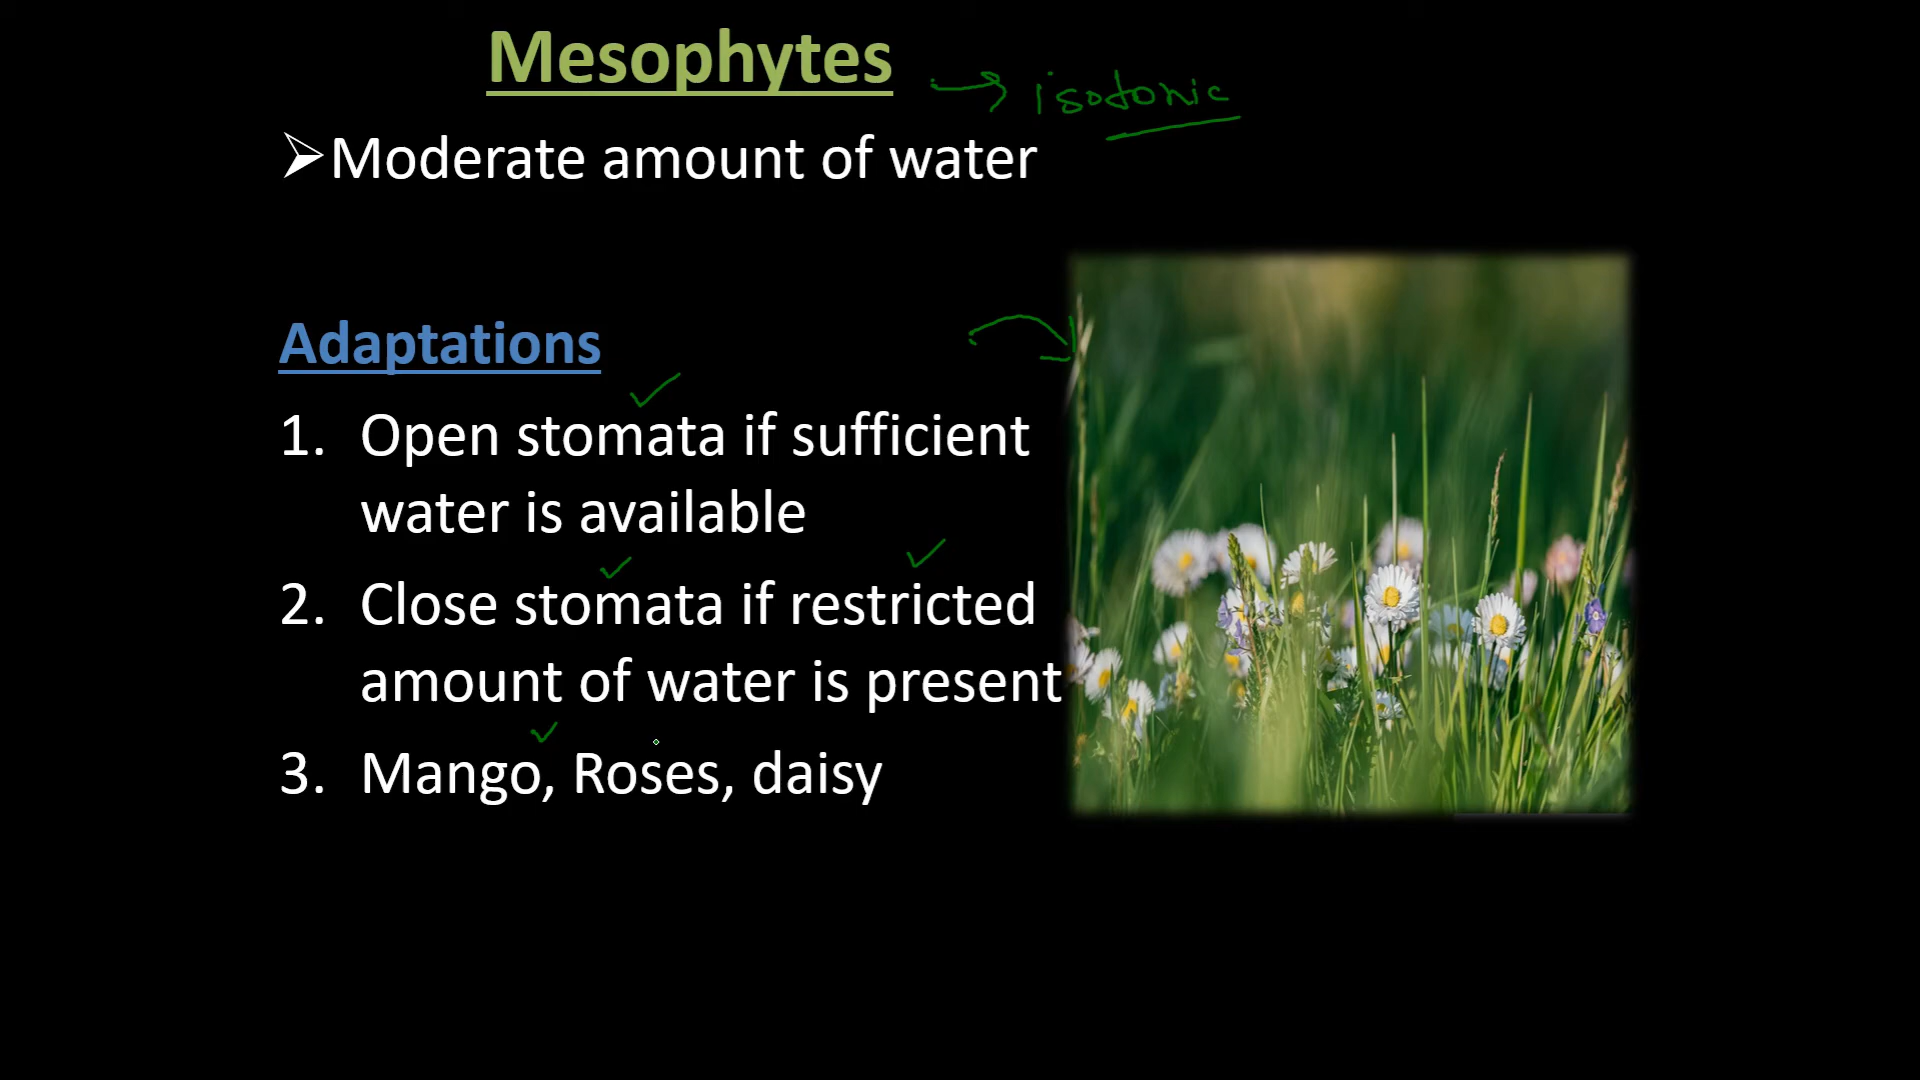 Mesophytes → isotonic
➤Moderate amount of water
Adaptations
1. Open stomata if sufficient
water is available
2. Close stomata if restricted
amount of water is present
3. Mango, Roses, daisy